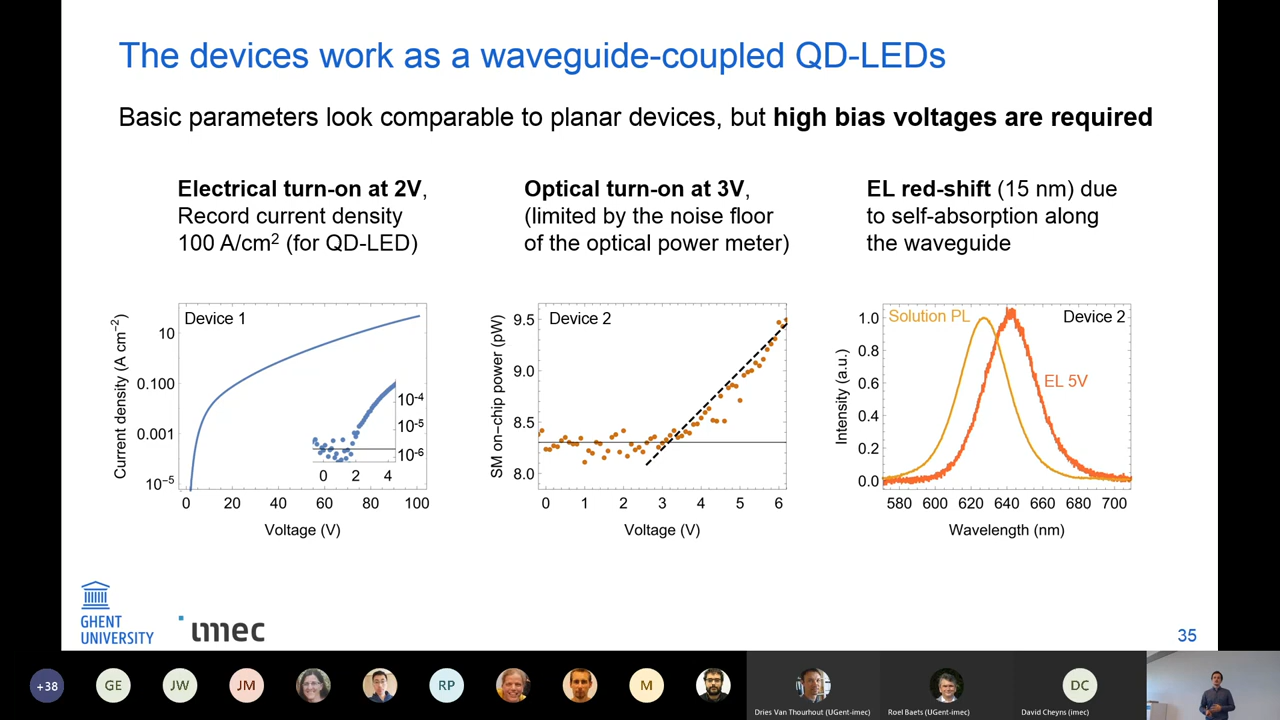 The devices work as a waveguide-coupled QD-LEDs
Basic parameters look comparable to planar devices, but high bias voltages are required
Electrical turn-on at 2V,
Record current density
100 A/cm² (for QD-LED)
Optical turn-on at 3V,
(limited by the noise floor
of the optical power meter)
EL red-shift (15 nm) due
to self-absorption along
the waveguide
Device 1
Current density (A cm⁻²)
10
0.100
0.001
10⁻⁵
10⁻⁴
10⁻⁵
10⁻⁶
0 2 4
0 20 40 60 80 100
Voltage (V)
Device 2
SM on-chip power (pW)
9.5
9.0
8.5
8.0
0 1 2 3 4 5 6
Voltage (V)
Solution PL
Device 2
EL 5V
Intensity (a.u.)
1.0
0.8
0.6
0.4
0.2
0.0
580 600 620 640 660 680 700
Wavelength (nm)
GHENT
UNIVERSITY
imec
35
+38
GE
JW
JM
RP
M
DC
Dries Van Thourhout (UGent-imec)
Roel Baets (UGent-imec)
David Cheyns (imec)